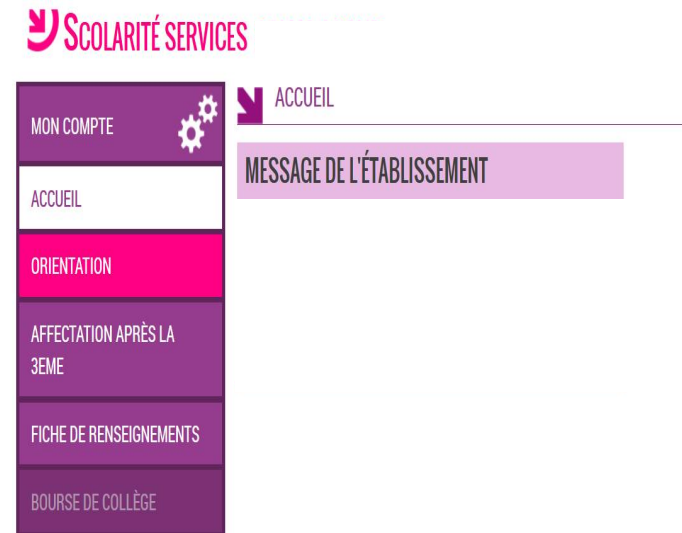 SCOLARITÉ SERVICES
MON COMPTE
ACCUEIL
ORIENTATION
AFFECTATION APRÈS LA
3EME
FICHE DE RENSEIGNEMENTS
BOURSE DE COLLÈGE
ACCUEIL
MESSAGE DE L'ÉTABLISSEMENT